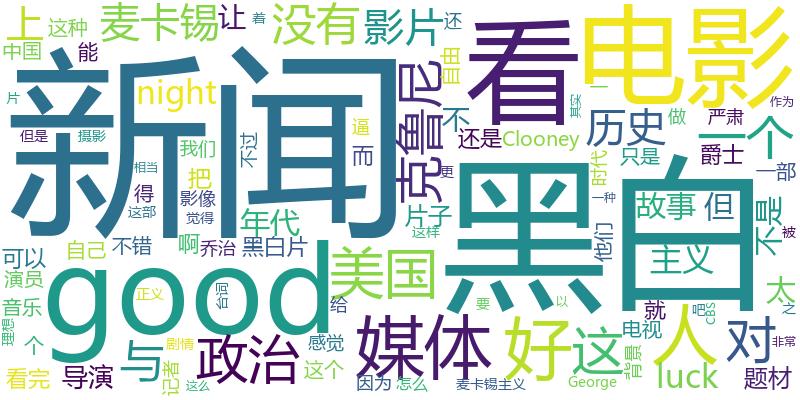 上
这种
麦卡锡
让
着
没有
影片
还
看
电影
中国
能
片
night
自由
新闻
但是
摄影
我们
不过
逼
而
克鲁尼
不
还是
Clooney
历史
做
严肃
作为
其实
一
一个
相当
得
把
影像
时代
只是
爵士
一部
这部
觉得
年代
片子
更
这样
一种
黑白
故事
但
不是
被
可以
自己
不错
啊
乔治
黑白片
他们
主义
演员
good
美国
太
音乐
正义
台词
给
要
以
就
品
CBS
之
理想
个
与
剧情
政治
感觉
媒体
好
这
电视
人
对
非常
看完
导演
记者
这么
这个
因为
怎么
麦卡锡主义
George
背景
luck
题材